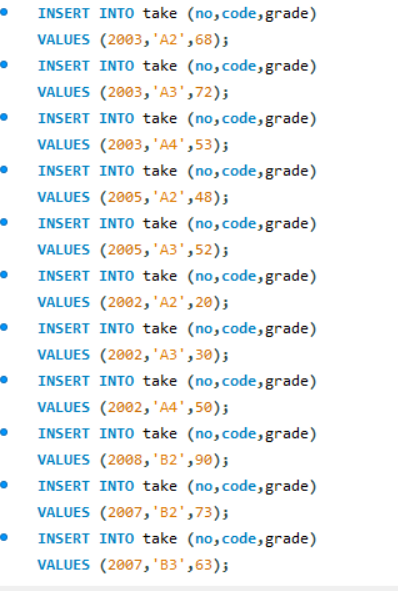 INSERT INTO take (no,code,grade)
VALUES (2003,'A2',68);
INSERT INTO take (no,code,grade)
VALUES (2003,'A3',72);
INSERT INTO take (no,code,grade)
VALUES (2003,'A4',53);
INSERT INTO take (no,code,grade)
VALUES (2005,'A2',48);
INSERT INTO take (no,code,grade)
VALUES (2005,'A3',52);
INSERT INTO take (no,code,grade)
VALUES (2002,'A2',20);
INSERT INTO take (no,code,grade)
VALUES (2002,'A3',30);
INSERT INTO take (no,code,grade)
VALUES (2002,'A4',50);
INSERT INTO take (no,code,grade)
VALUES (2008,'B2',90);
INSERT INTO take (no,code,grade)
VALUES (2007,'B2',73);
INSERT INTO take (no,code,grade)
VALUES (2007,'B3',63);